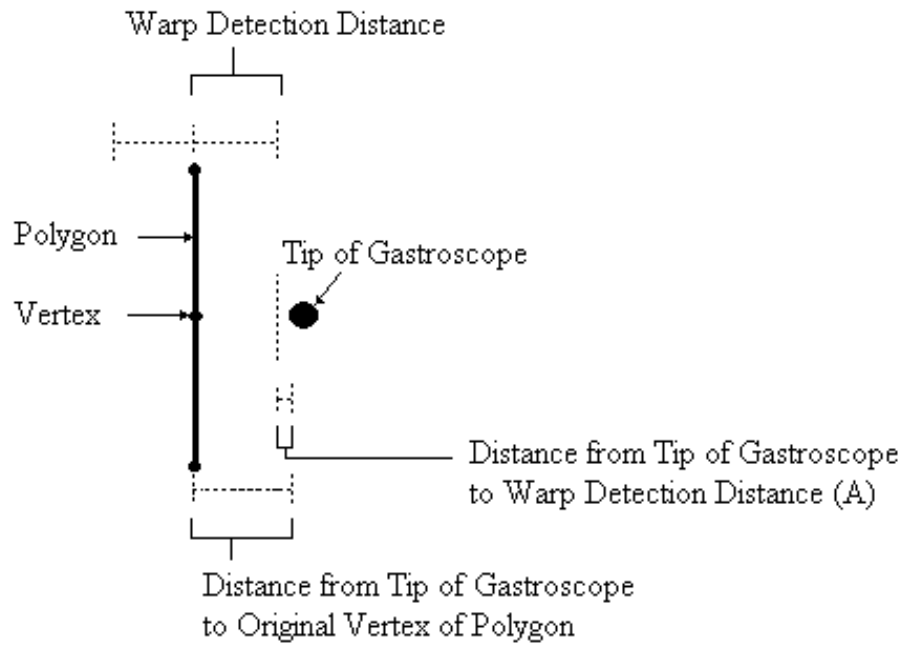 Warp Detection Distance
Polygon
Tip of Gastroscope
Vertex
Distance from Tip of Gastroscope
to Warp Detection Distance (A)
Distance from Tip of Gastroscope
to Original Vertex of Polygon